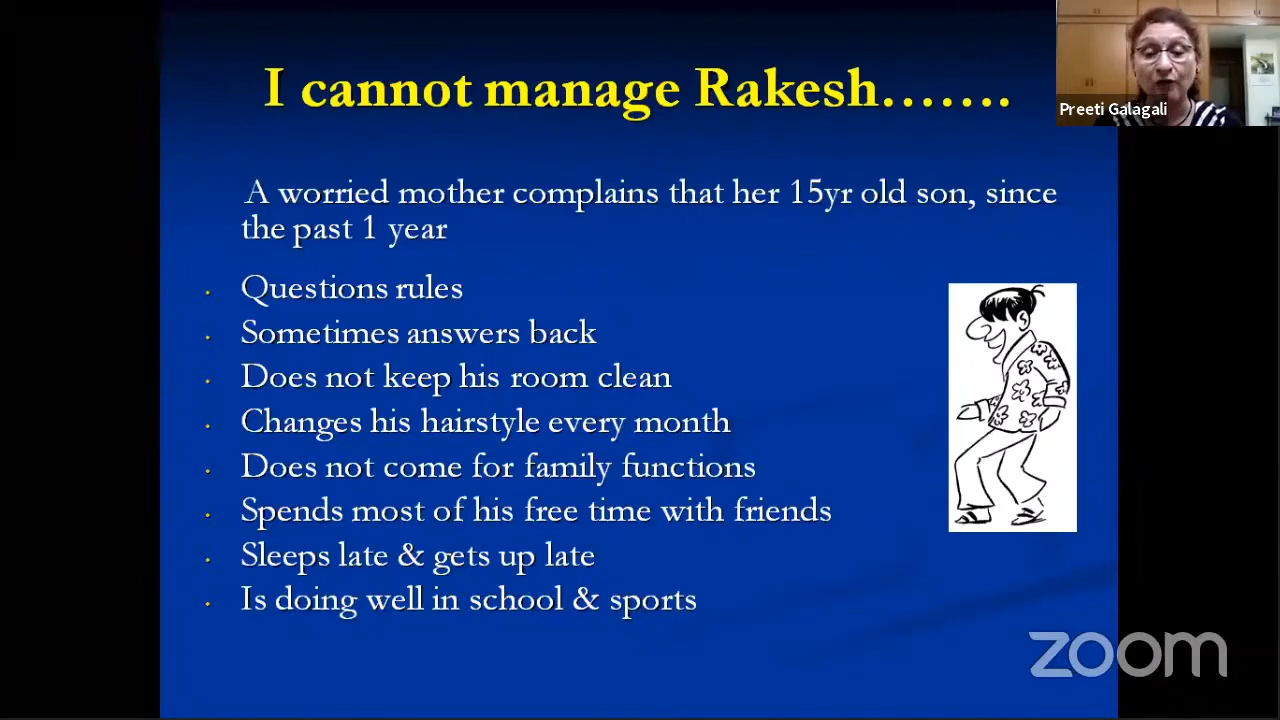 I cannot manage Rakesh.......
Preeti Galagali
A worried mother complains that her 15yr old son, since
the past 1 year
· Questions rules
· Sometimes answers back
· Does not keep his room clean
· Changes his hairstyle every month
· Does not come for family functions
· Spends most of his free time with friends
· Sleeps late & gets up late
· Is doing well in school & sports
zoom